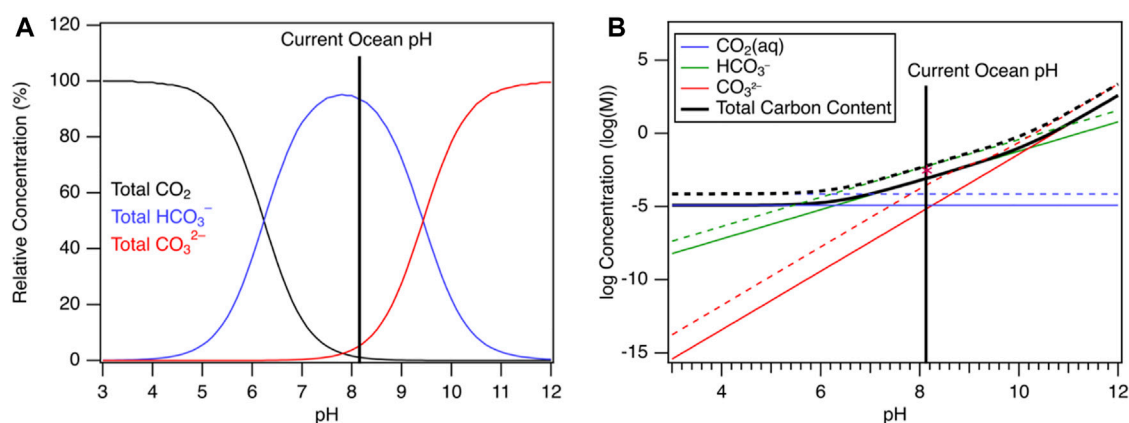 A
120
100
80
60
40
20
0
Relative Concentration (%)
Current Ocean pH
Total CO₂
Total HCO₃⁻
Total CO₃²⁻
3 4 5 6 7 8 9 10 11 12
pH
B
CO₂(aq)
HCO₃⁻
CO₃²⁻
Total Carbon Content
Current Ocean pH
5
0
-5
-10
-15
log Concentration (log(M))
4 6 8 10 12
pH